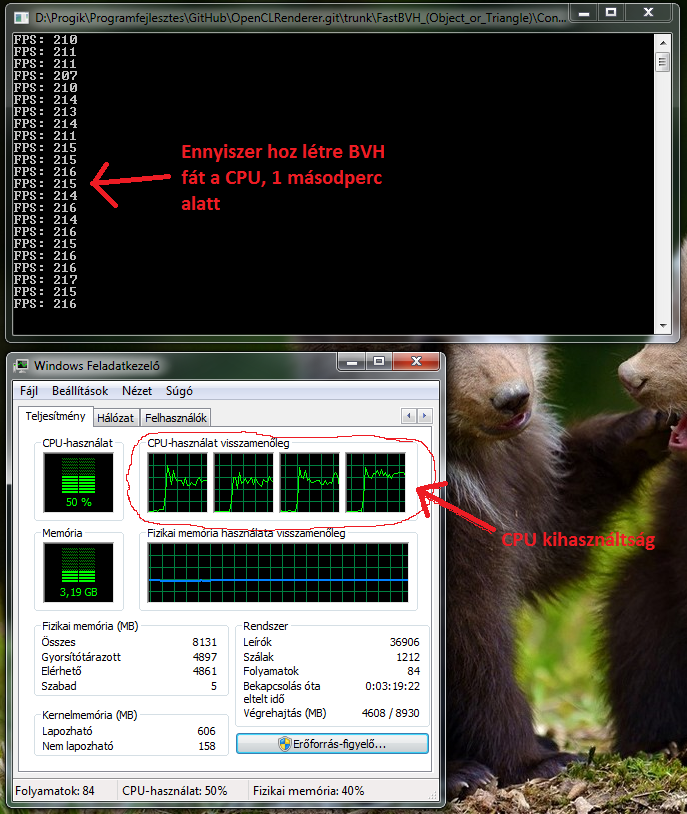 D:\Progik\Programfejlesztes\GitHub\OpenCLRenderer.git\trunk\FastBVH_(Object_or_Triangle)\Con...
FPS: 210
FPS: 211
FPS: 211
FPS: 207
FPS: 210
FPS: 214
FPS: 213
FPS: 214
FPS: 211
FPS: 215
FPS: 215
FPS: 216
FPS: 215
FPS: 214
FPS: 216
FPS: 214
FPS: 216
FPS: 215
FPS: 216
FPS: 216
FPS: 217
FPS: 215
FPS: 216
Ennyiszer hoz létre BVH
fát a CPU, 1 másodperc
alatt
Windows Feladatkezelő
Fájl Beállítások Nézet Súgó
Teljesítmény Hálózat Felhasználók
CPU-használat CPU-használat visszamenőleg
50 %
CPU kihasználtság
Memória Fizikai memória használata visszamenőleg
3,19 GB
Fizikai memória (MB)
Összes 8131
Gyorsítótárazott 4897
Elérhető 4861
Szabad 5
Kernelmemória (MB)
Lapozható 606
Nem lapozható 158
Rendszer
Leírók 36906
Szálak 1212
Folyamatok 84
Bekapcsolás óta eltelt idő 0:03:19:22
Végrehajtás (MB) 4608 / 8930
Erőforrás-figyelő...
Folyamatok: 84 CPU-használat: 50% Fizikai memória: 40%